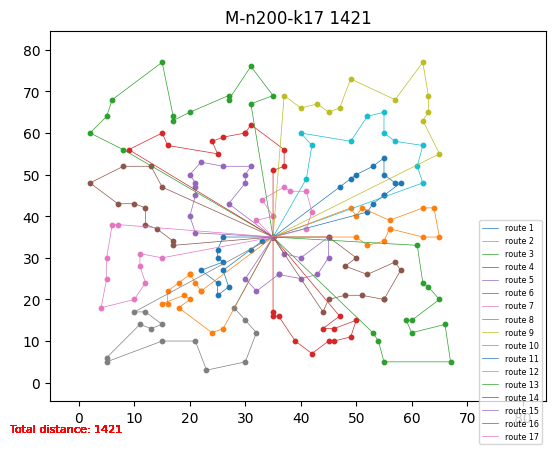 M-n200-k17 1421
80
70
60
50
40
30
20
10
0
0 10 20 30 40 50 60 70 80
route 1
route 2
route 3
route 4
route 5
route 6
route 7
route 8
route 9
route 10
route 11
route 12
route 13
route 14
route 15
route 16
route 17
Total distance: 1421